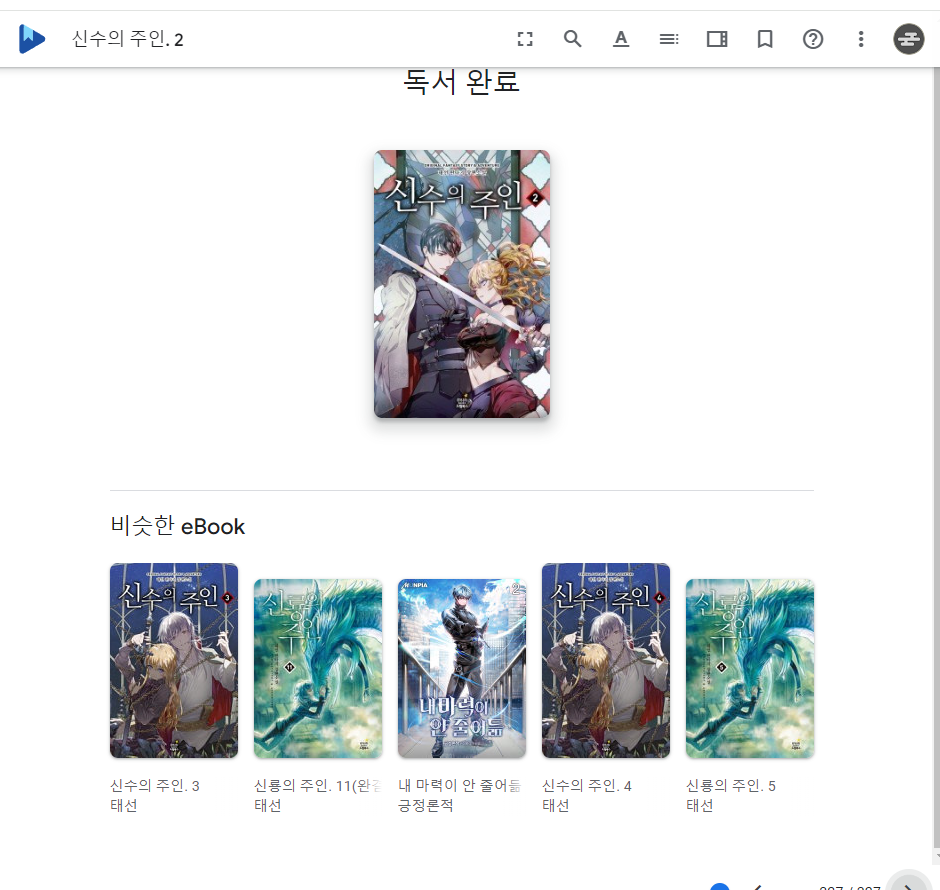 신수의 주인. 2
독서 완료
신수의 주인
2
비슷한 eBook
신수의 주인
3
신룡의 주인
11
내 마력이
안 줄어듦
신수의 주인
4
신룡의 주인
5
신수의 주인. 3
태선
신룡의 주인. 11(완결
태선
내 마력이 안 줄어듦
긍정론적
신수의 주인. 4
태선
신룡의 주인. 5
태선